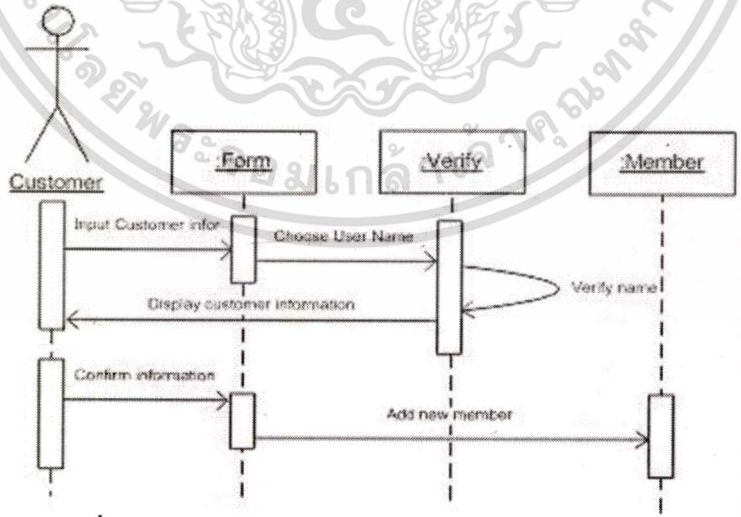 :Form
:Verify
:Member
Customer
Input Customer infor
Choose User Name
Verify name
Display customer information
Confirm information
Add new member